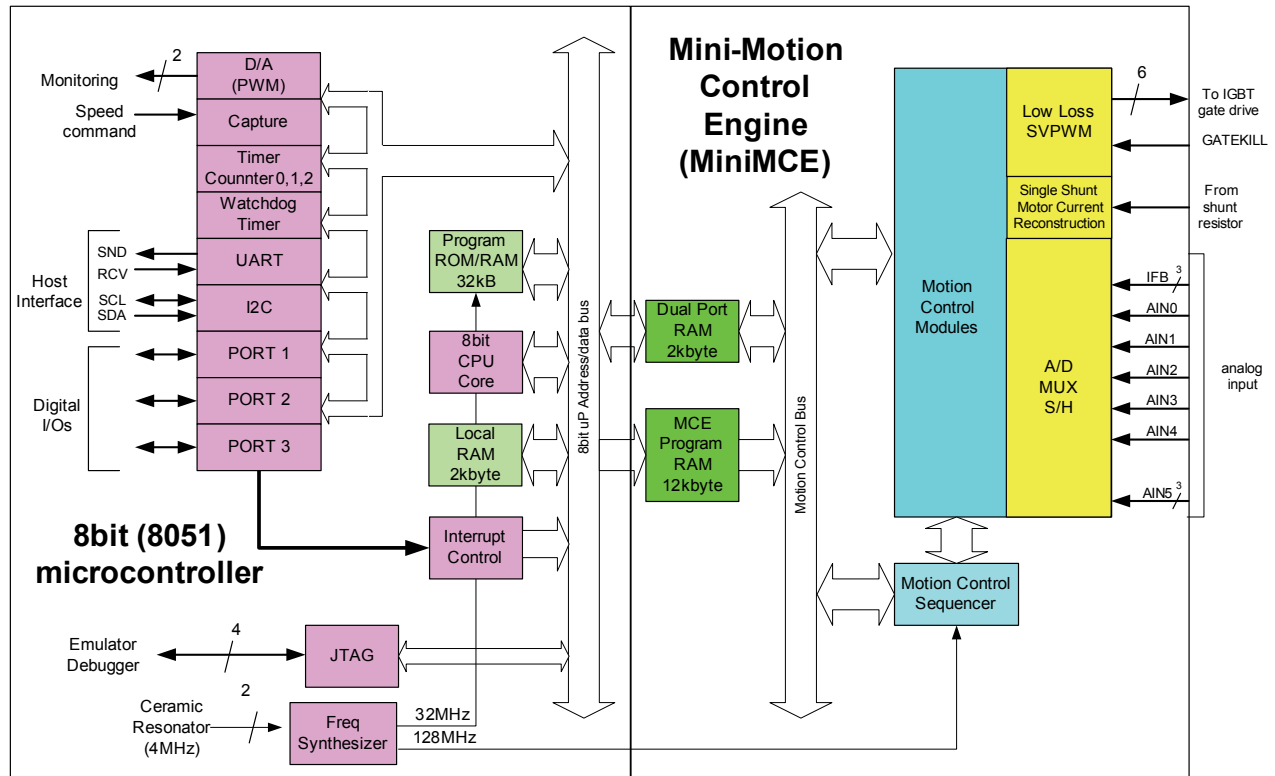 2
Monitoring
Speed
command
D/A
(PWM)
Capture
Timer
Counnter 0,1,2
Watchdog
Timer
UART
I2C
PORT 1
PORT 2
PORT 3
SND
RCV
SCL
SDA
Host
Interface
Digital
I/Os
8bit (8051)
microcontroller
Program
ROM/RAM
32kB
8bit
CPU
Core
Local
RAM
2kbyte
Interrupt
Control
Emulator
Debugger
4
JTAG
Ceramic
Resonator
(4MHz)
2
Freq
Synthesizer
32MHz
128MHz
8bit uP Address/data bus
Mini-Motion
Control
Engine
(MiniMCE)
Dual Port
RAM
2kbyte
MCE
Program
RAM
12kbyte
Motion Control Bus
Motion
Control
Modules
Low Loss
SVPWM
Single Shunt
Motor Current
Reconstruction
A/D
MUX
S/H
Motion Control
Sequencer
6
To IGBT
gate drive
GATEKILL
From
shunt
resistor
IFB
3
AIN0
AIN1
AIN2
AIN3
AIN4
AIN5
3
analog
input